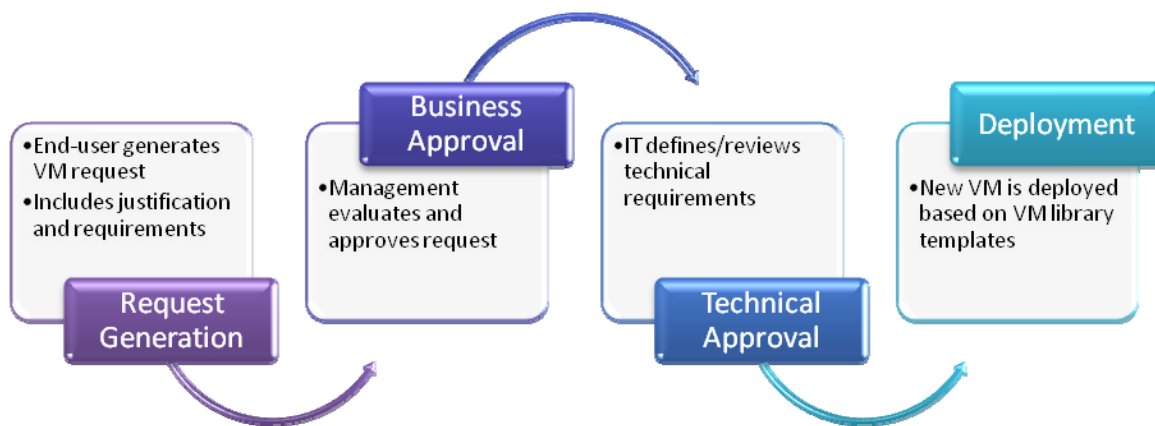 •End-user generates
VM request
•Includes justification
and requirements
Request
Generation
Business
Approval
•Management
evaluates and
approves request
•IT defines/reviews
technical
requirements
Technical
Approval
Deployment
•New VM is deployed
based on VM library
templates